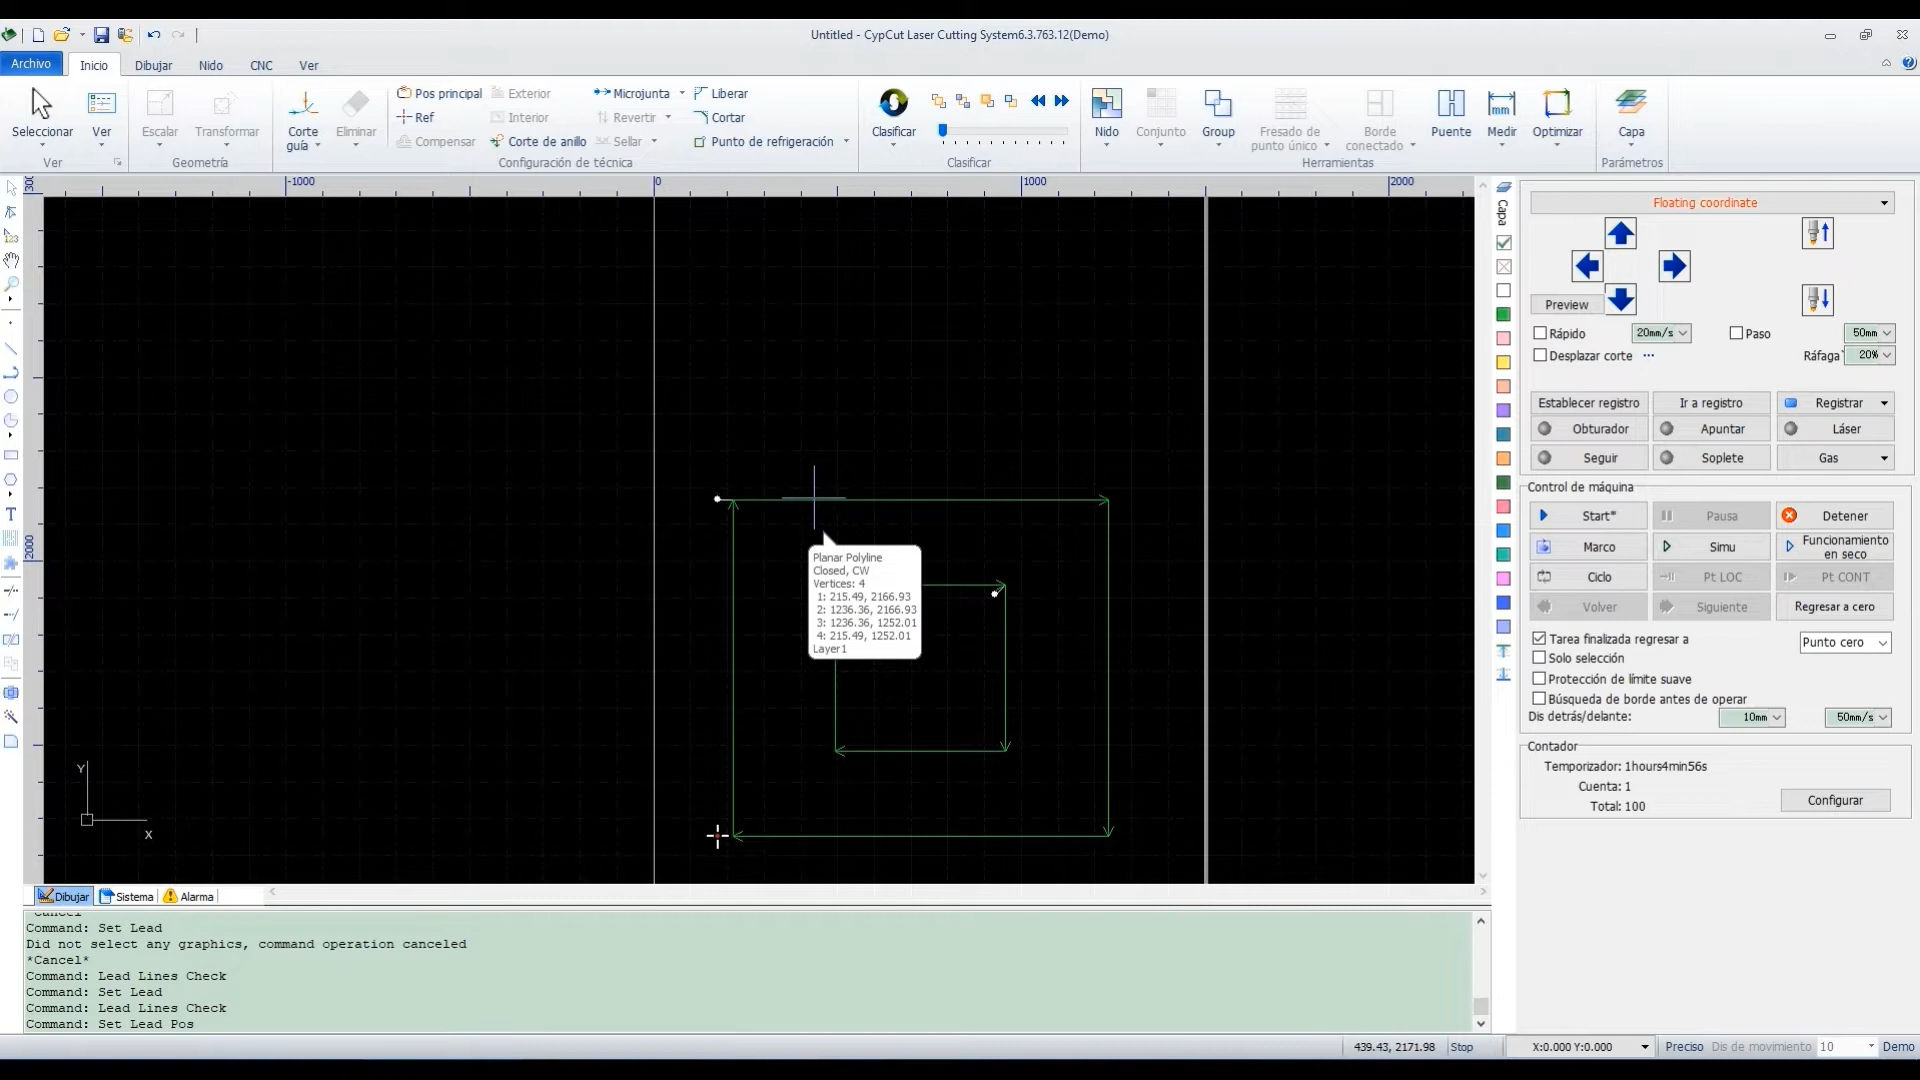 Untitled - CypCut Laser Cutting System6.3.763.12(Demo)
Archivo Inicio Dibujar Nido CNC Ver
Seleccionar Ver Escalar Transformar Corte guía Eliminar
Pos principal Exterior Microjunta Liberar
Ref Interior Revertir Cortar
Compensar Corte de anillo Sellar Punto de refrigeración
Clasificar Nido Conjunto Group Fresado de punto único Borde conectado Puente Medir Optimizar Capa
Ver Geometría Configuración de técnica Clasificar Herramientas Parámetros
-1000 0 1000 2000
2000
Capa
Planar Polyline
Closed, CW
Vertices: 4
1: 215.49, 2166.93
2: 1236.36, 2166.93
3: 1236.36, 1252.01
4: 215.49, 1252.01
Layer1
Y
X
Floating coordinate
Preview
Rápido 20mm/s Paso 50mm
Desplazar corte ... Ráfaga 20%
Establecer registro Ir a registro Registrar
Obturador Apuntar Láser
Seguir Soplete Gas
Control de máquina
Start* Pausa Detener
Marco Simu Funcionamiento en seco
Ciclo Pt LOC Pt CONT
Volver Siguiente Regresar a cero
Tarea finalizada regresar a Punto cero
Solo selección
Protección de límite suave
Búsqueda de borde antes de operar
Dis detrás/delante: 10mm 50mm/s
Contador
Temporizador: 1hours4min56s
Cuenta: 1
Total: 100 Configurar
Dibujar Sistema Alarma
Command: Set Lead
Did not select any graphics, command operation canceled
*Cancel*
Command: Lead Lines Check
Command: Set Lead
Command: Lead Lines Check
Command: Set Lead Pos
439.43, 2171.98 Stop X:0.000 Y:0.000 Preciso Dis de movimiento 10 Demo